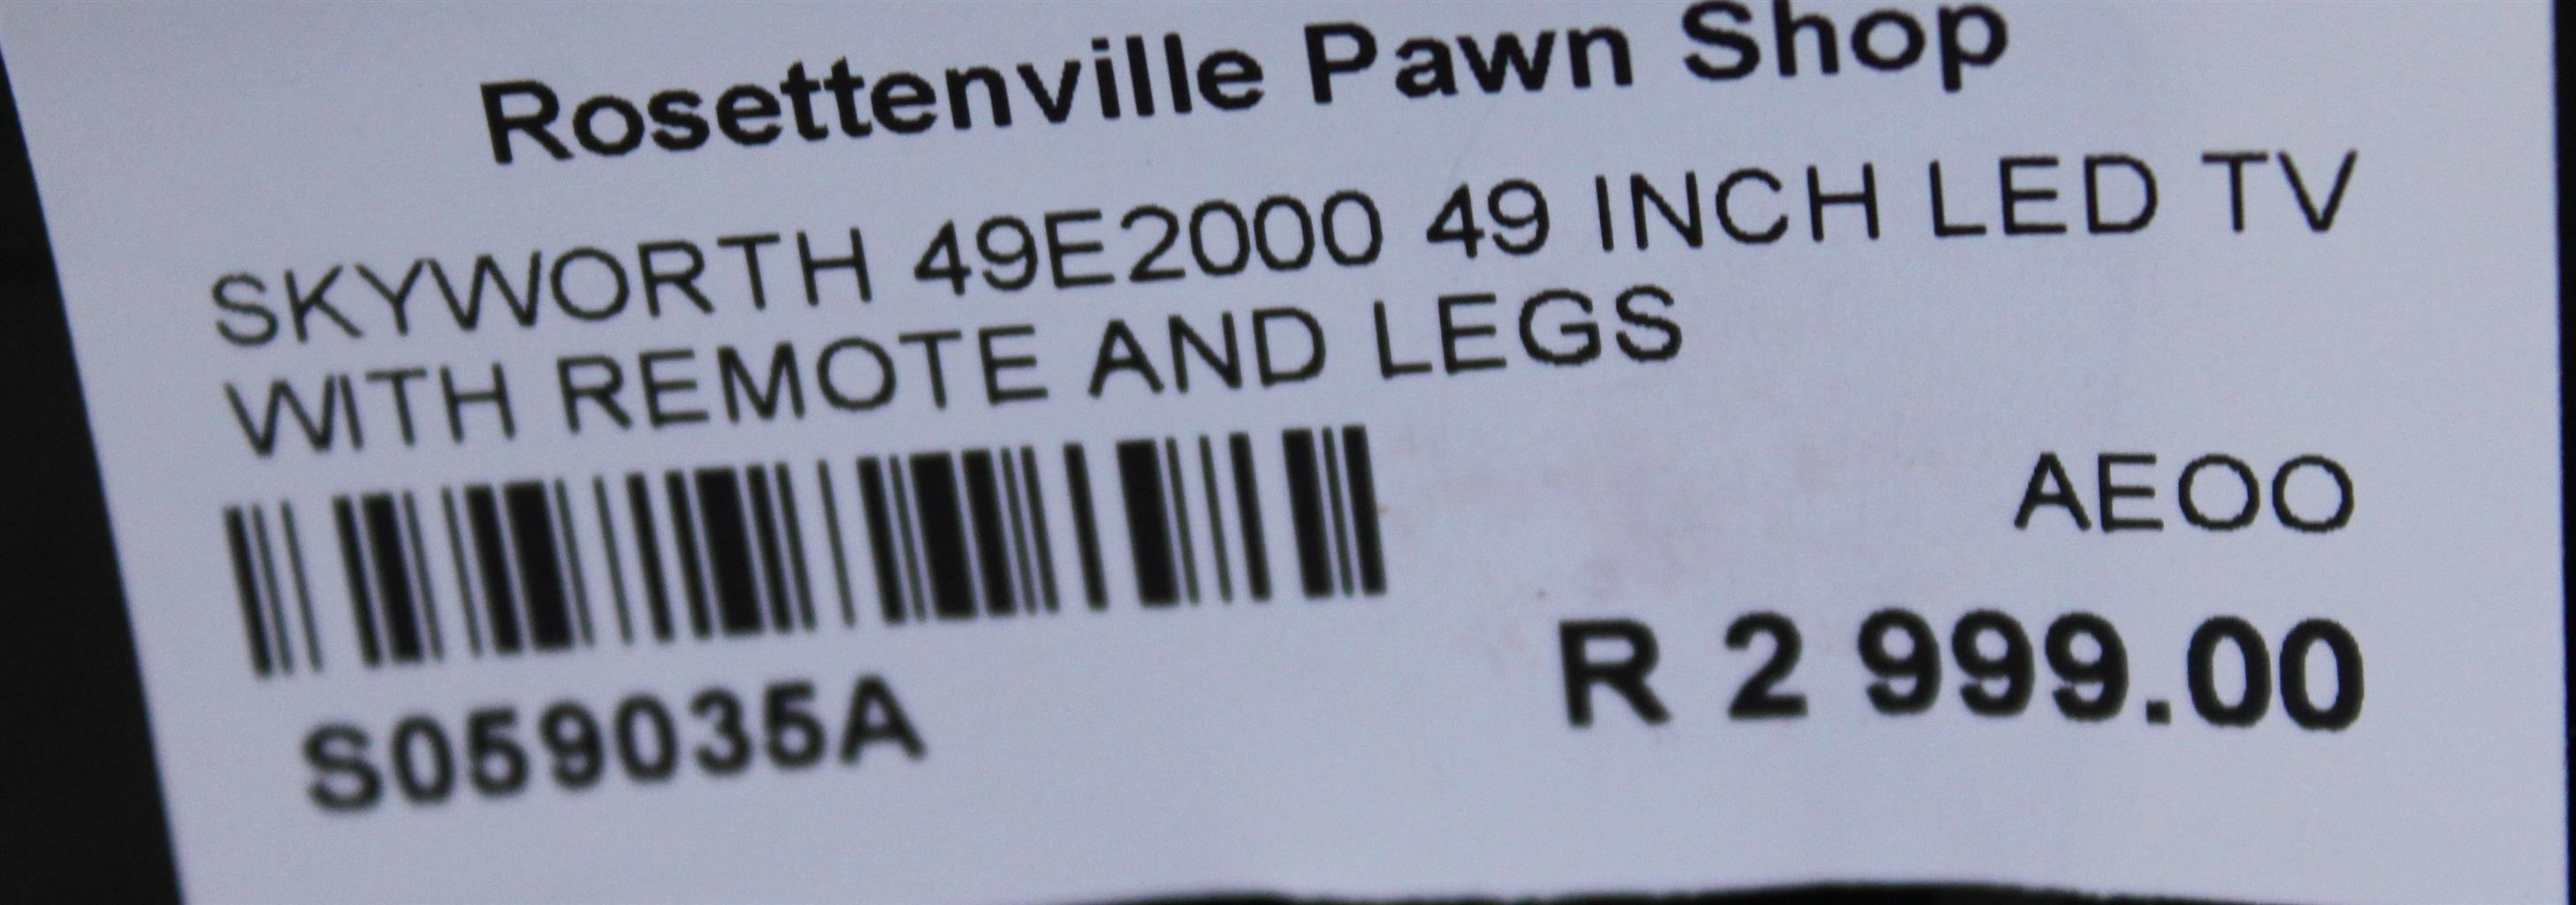 Rosettenville Pawn Shop
SKYWORTH 49E2000 49 INCH LED TV
WITH REMOTE AND LEGS
AEOO
R 2 999.00
S059035A